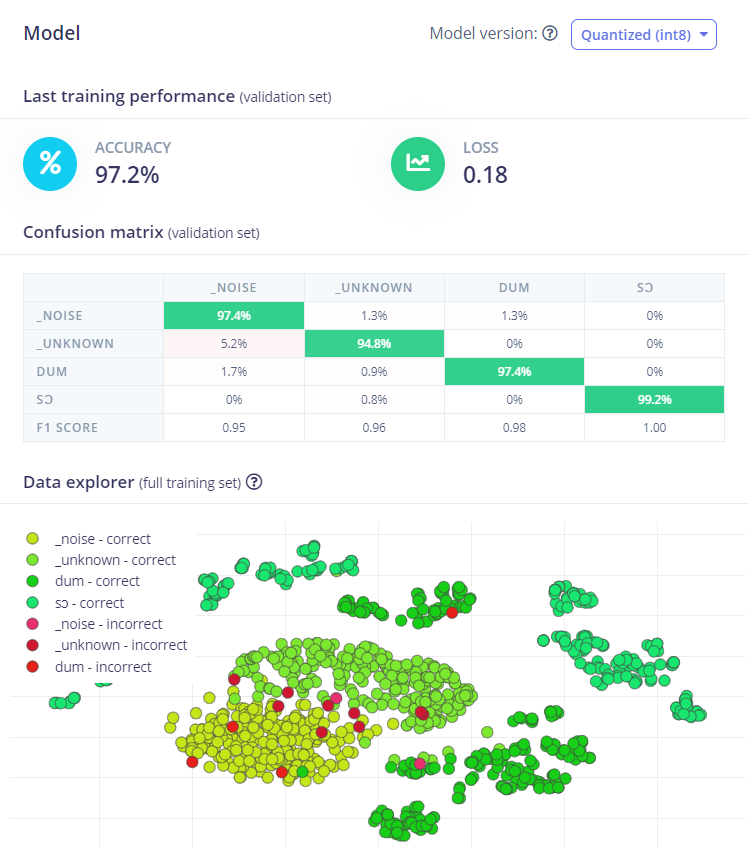 Model
Model version: Quantized (int8)
Last training performance (validation set)
% ACCURACY LOSS
97.2% 0.18
Confusion matrix (validation set)
_NOISE _UNKNOWN DUM SƆ
_NOISE 97.4% 1.3% 1.3% 0%
_UNKNOWN 5.2% 94.8% 0% 0%
DUM 1.7% 0.9% 97.4% 0%
SƆ 0% 0.8% 0% 99.2%
F1 SCORE 0.95 0.96 0.98 1.00
Data explorer (full training set) ?
_noise - correct
_unknown - correct
dum - correct
sɔ - correct
_noise - incorrect
_unknown - incorrect
dum - incorrect